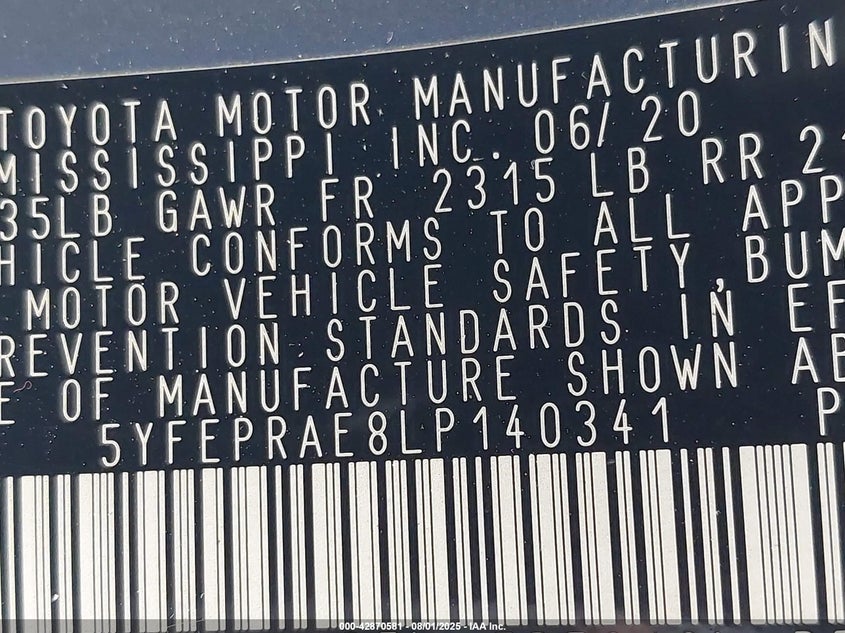 TOYOTA MOTOR MANUFACTURIN
MISSISSIPPI INC. 06/20
35LB GAWR FR 2315 LB RR 2
HICLE CONFORMS TO ALL APP
MOTOR VEHICLE SAFETY, BUM
REVENTION STANDARDS IN EF
E OF MANUFACTURE SHOWN AB
5YFEPRAE8LP140341 P
000-42870581 - 08/01/2025 - IAA Inc.